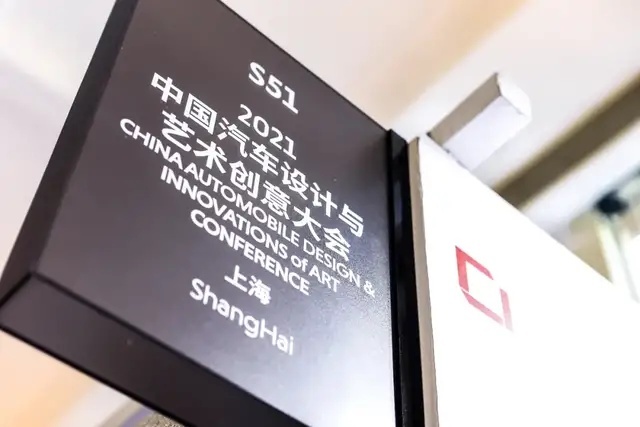 S51
2021
中国汽车设计与
艺术创意大会
CHINA AUTOMOBILE DESIGN &
INNOVATIONS of ART
CONFERENCE
上海
ShangHai